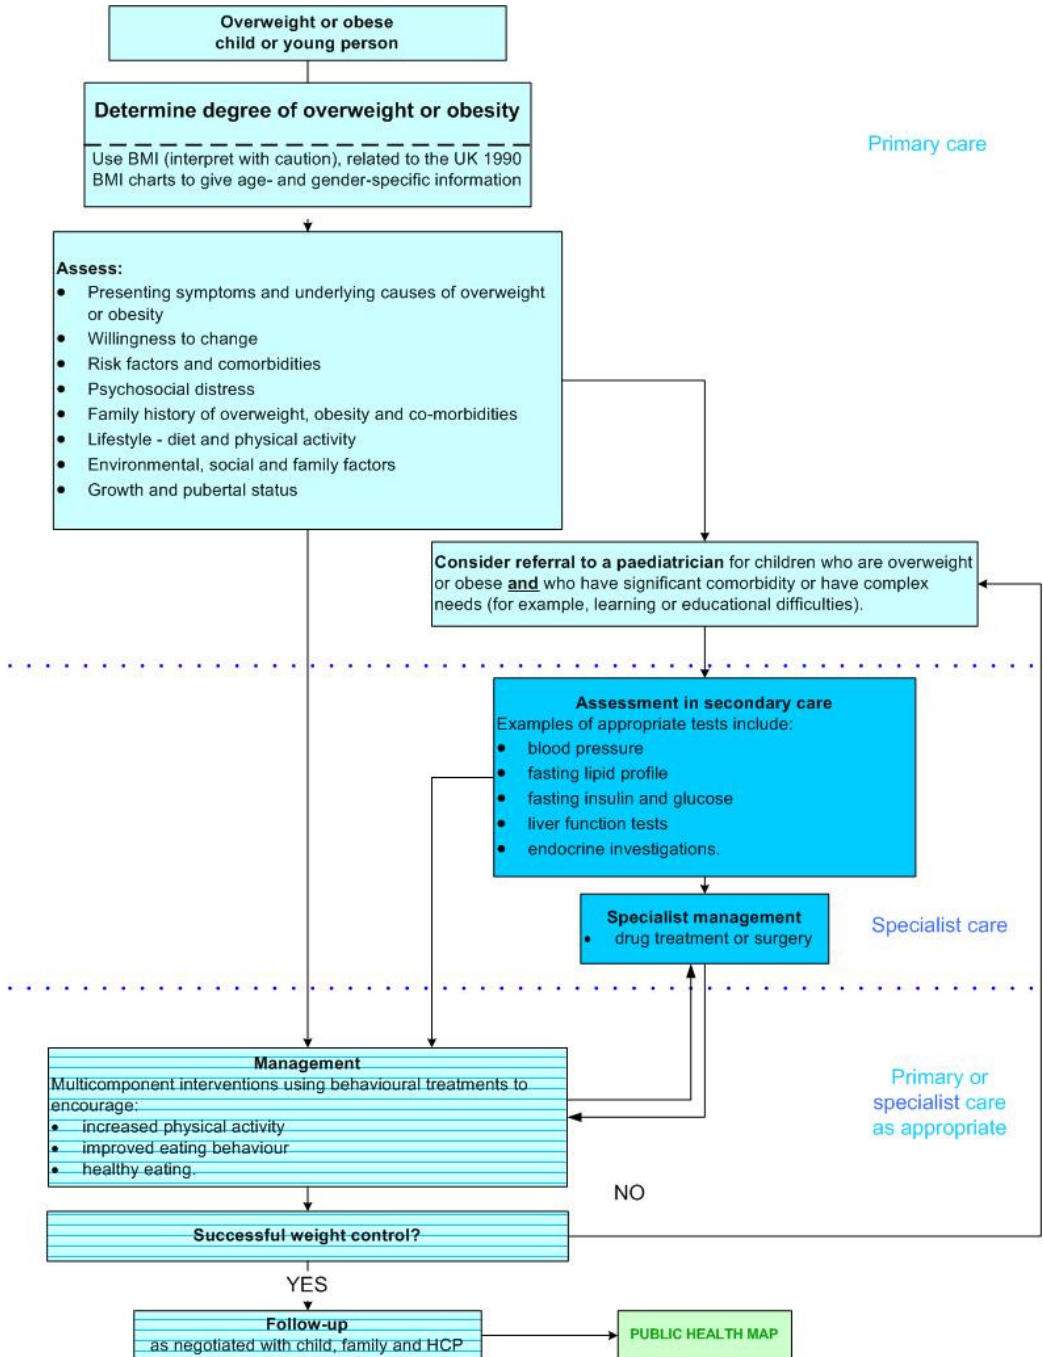 Overweight or obese
child or young person
Determine degree of overweight or obesity
Use BMI (interpret with caution), related to the UK 1990
BMI charts to give age- and gender-specific information
Primary care
Assess:
• Presenting symptoms and underlying causes of overweight
or obesity
• Willingness to change
• Risk factors and comorbidities
• Psychosocial distress
• Family history of overweight, obesity and co-morbidities
• Lifestyle - diet and physical activity
• Environmental, social and family factors
• Growth and pubertal status
Consider referral to a paediatrician for children who are overweight
or obese and who have significant comorbidity or have complex
needs (for example, learning or educational difficulties).
Assessment in secondary care
Examples of appropriate tests include:
• blood pressure
• fasting lipid profile
• fasting insulin and glucose
• liver function tests
• endocrine investigations.
Specialist management
• drug treatment or surgery
Specialist care
Management
Multicomponent interventions using behavioural treatments to
encourage:
• increased physical activity
• improved eating behaviour
• healthy eating.
Primary or
specialist care
as appropriate
NO
Successful weight control?
YES
Follow-up
as negotiated with child, family and HCP
PUBLIC HEALTH MAP